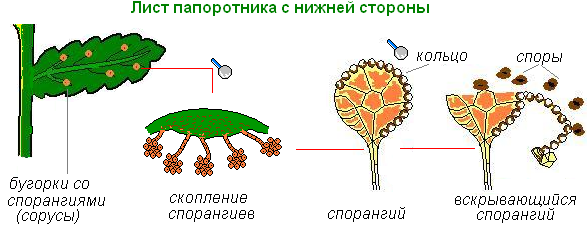 Лист папоротника с нижней стороны
кольцо
споры
бугорки со
спорангиями
(сорусы)
скопление
спорангиев
спорангий
вскрывающийся
спорангий